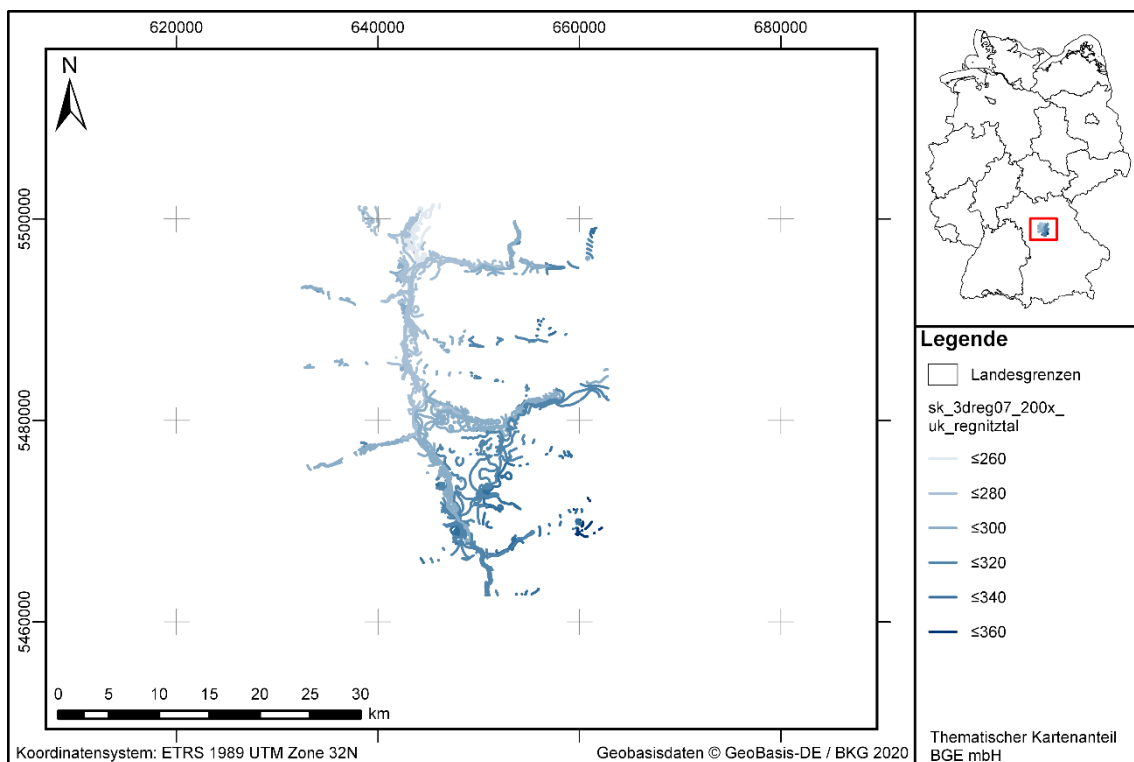 620000 640000 660000 680000
N
5500000
5480000
5460000
0 5 10 15 20 25 30
km
Koordinatensystem: ETRS 1989 UTM Zone 32N
Geobasisdaten © GeoBasis-DE / BKG 2020
Legende
Landesgrenzen
sk_3dreg07_200x_
uk_regnitztal
≤260
≤280
≤300
≤320
≤340
≤360
Thematischer Kartenanteil
BGE mbH